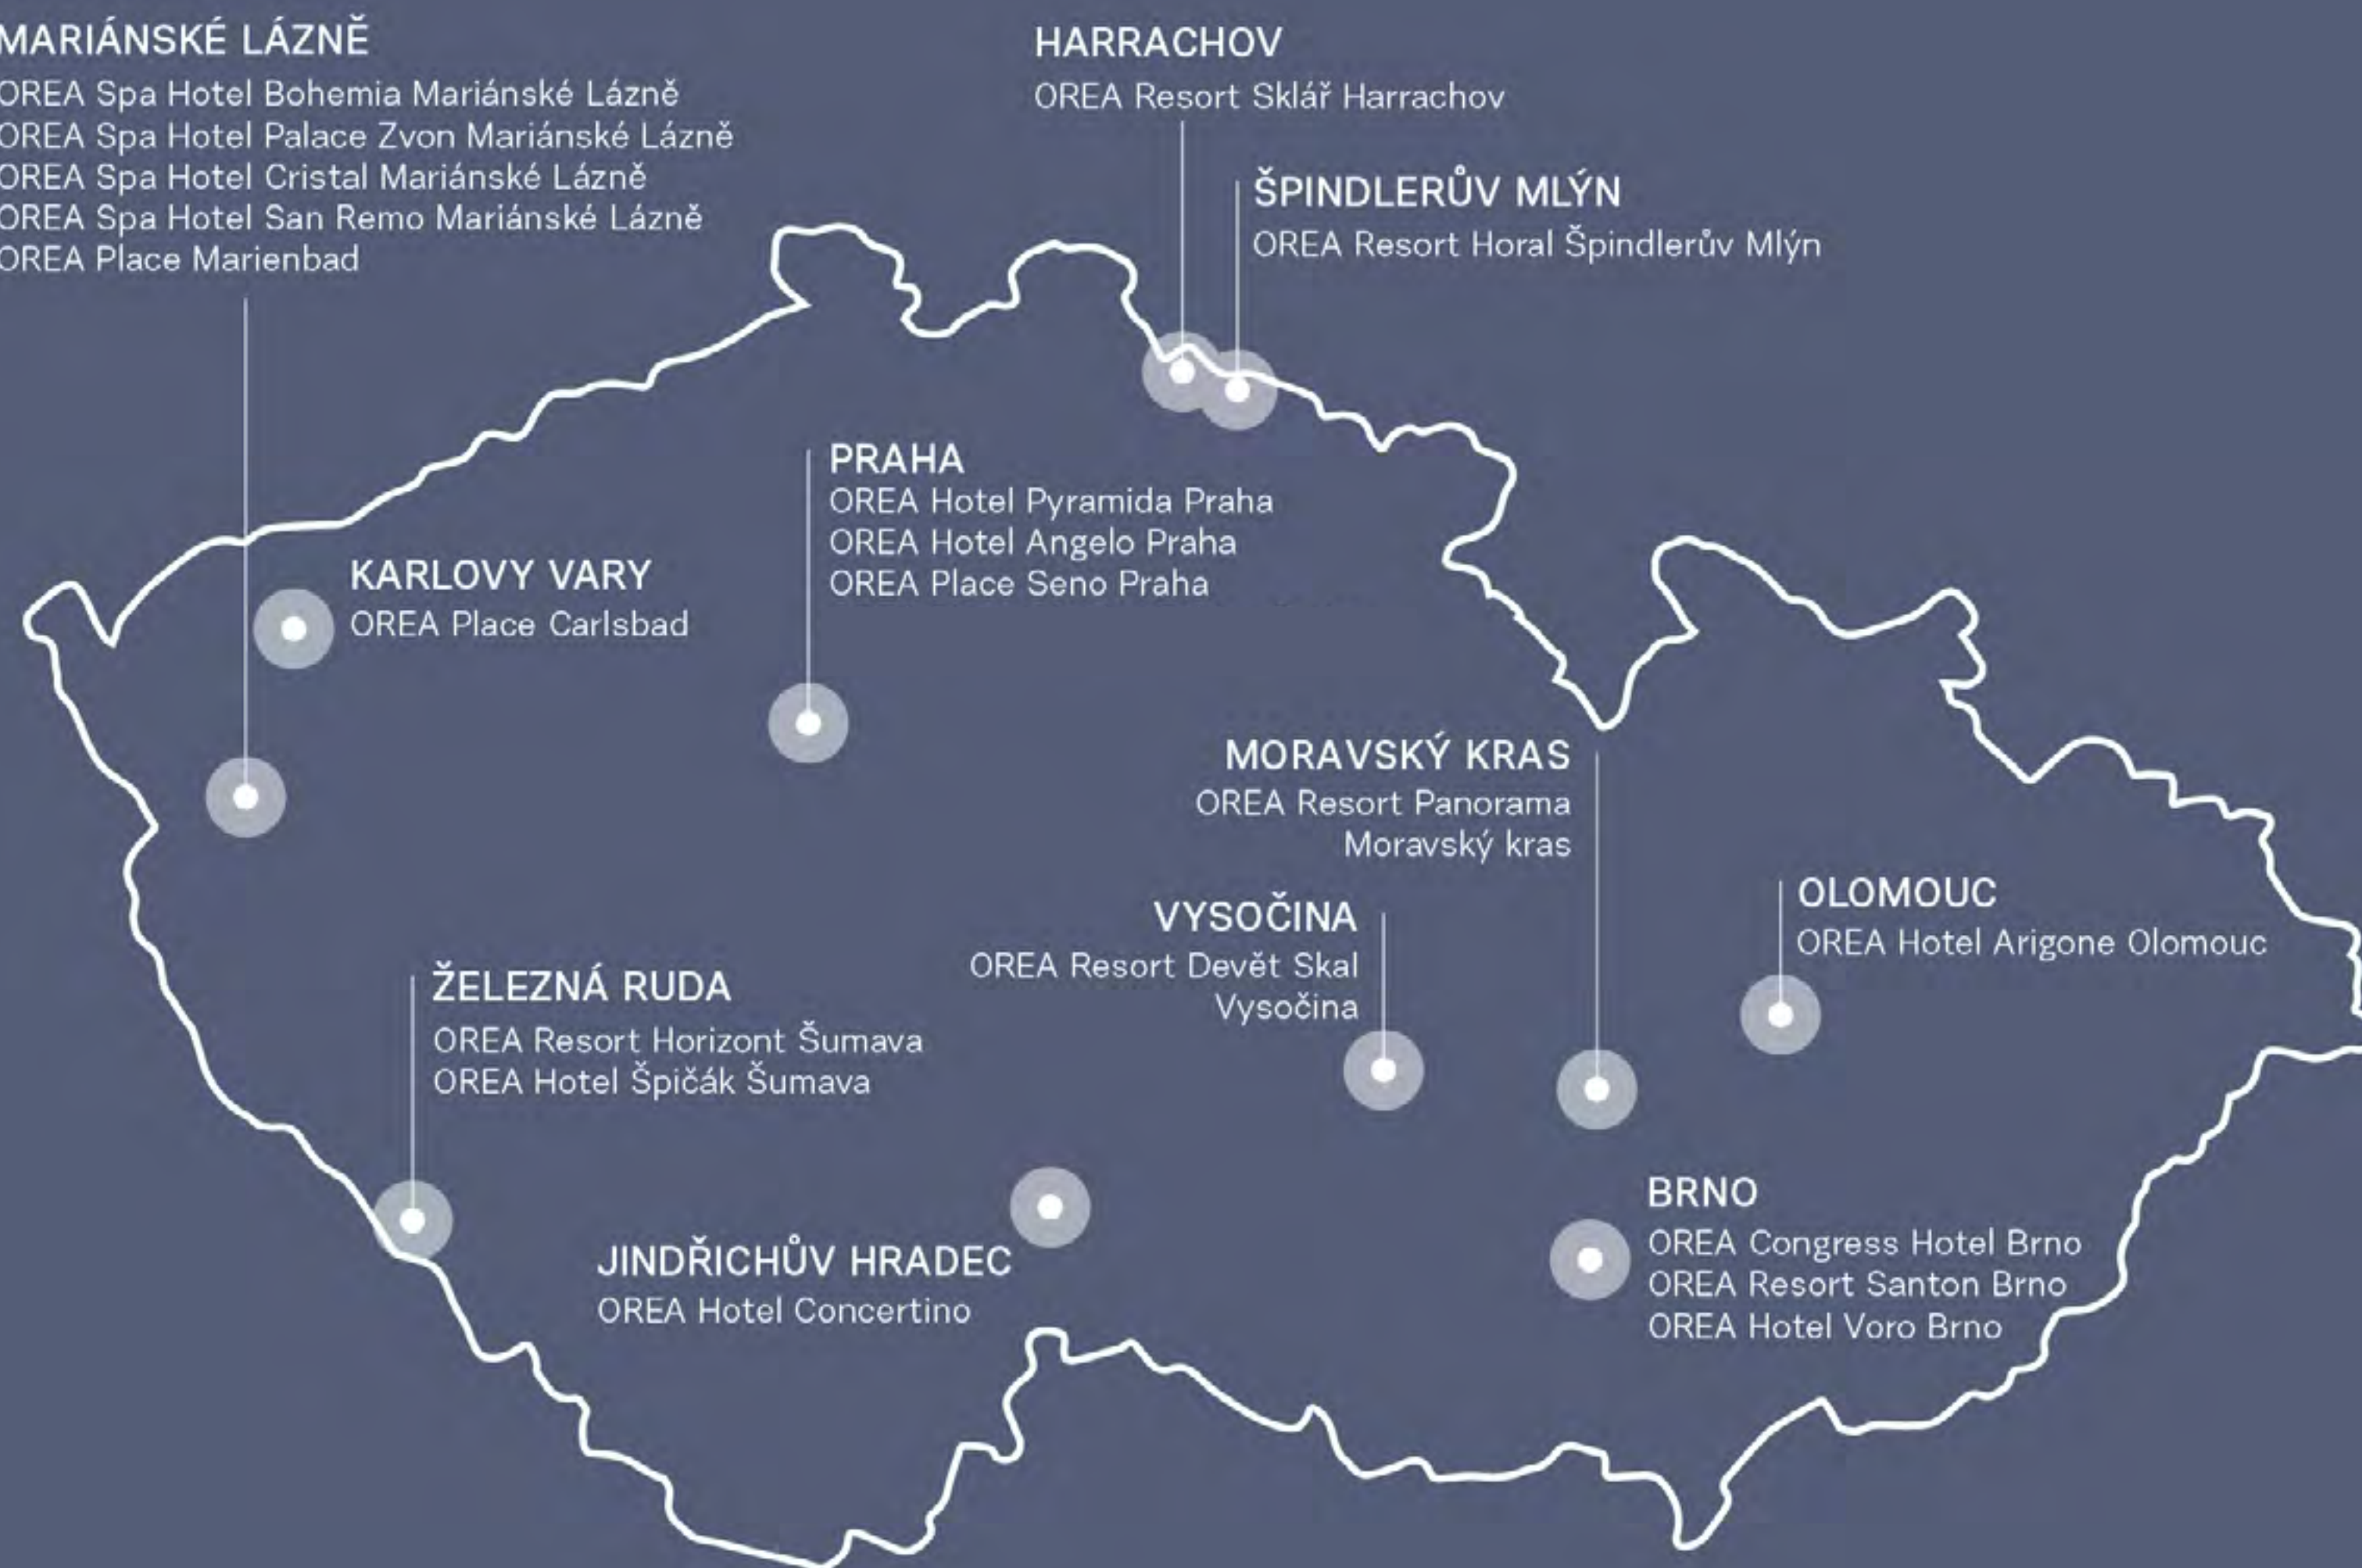 MARIÁNSKÉ LÁZNĚ
OREA Spa Hotel Bohemia Mariánské Lázně
OREA Spa Hotel Palace Zvon Mariánské Lázně
OREA Spa Hotel Cristal Mariánské Lázně
OREA Spa Hotel San Remo Mariánské Lázně
OREA Place Marienbad
HARRACHOV
OREA Resort Sklář Harrachov
ŠPINDLERŮV MLÝN
OREA Resort Horal Špindlerův Mlýn
PRAHA
OREA Hotel Pyramida Praha
OREA Hotel Angelo Praha
OREA Place Seno Praha
KARLOVY VARY
OREA Place Carlsbad
MORAVSKÝ KRAS
OREA Resort Panorama
Moravský kras
OLOMOUC
OREA Hotel Arigone Olomouc
VYSOČINA
OREA Resort Devět Skal
Vysočina
ŽELEZNÁ RUDA
OREA Resort Horizont Šumava
OREA Hotel Špičák Šumava
JINDŘICHŮV HRADEC
OREA Hotel Concertino
BRNO
OREA Congress Hotel Brno
OREA Resort Santon Brno
OREA Hotel Voro Brno